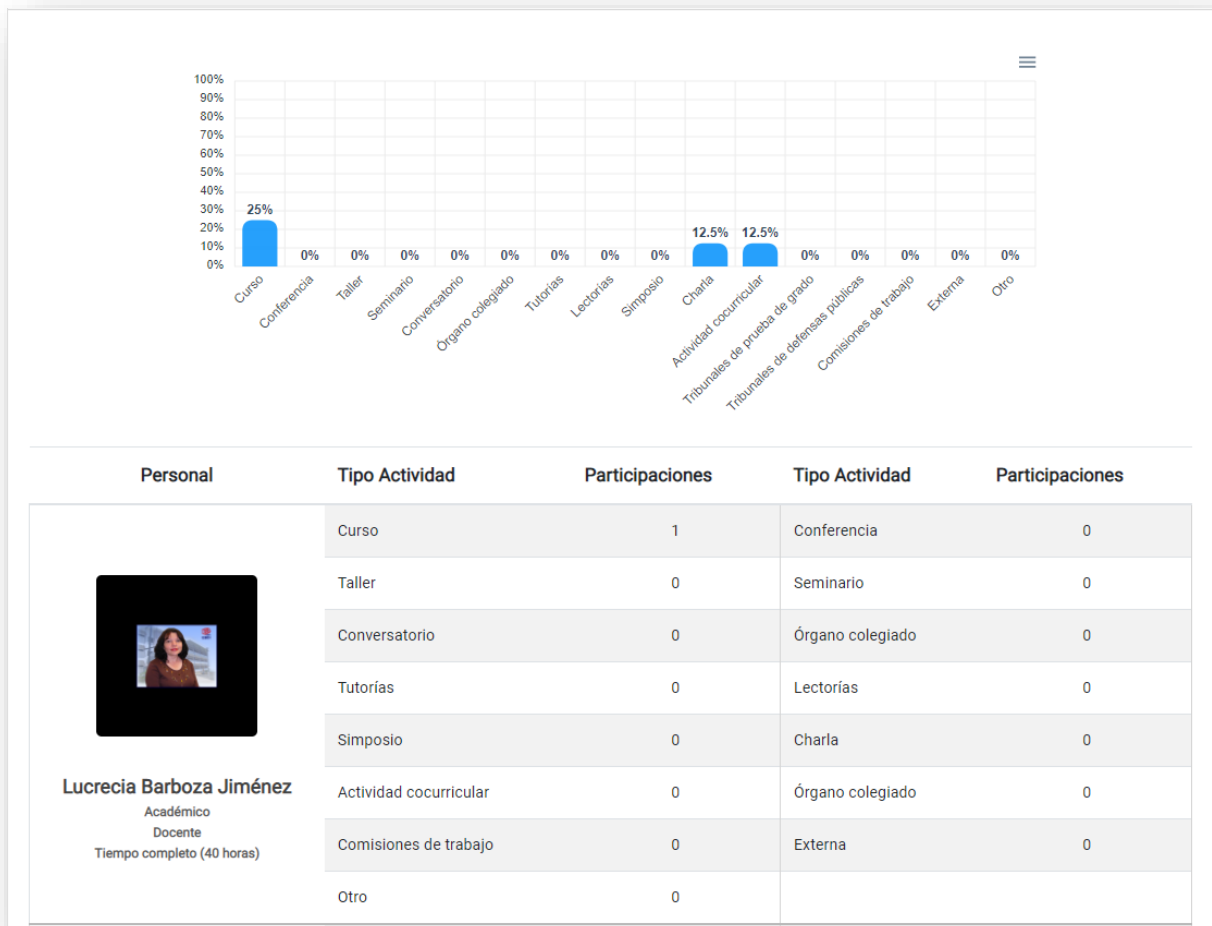 100%
90%
80%
70%
60%
50%
40%
30%
20%
10%
0%
25%
0%
0%
0%
0%
0%
0%
0%
0%
12.5%
12.5%
0%
0%
0%
0%
0%
Curso
Conferencia
Taller
Seminario
Conversatorio
Órgano colegiado
Tutorías
Lectorías
Simposio
Charla
Actividad cocurricular
Tribunales de prueba de grado
Tribunales de defensas públicas
Comisiones de trabajo
Externa
Otro
Personal Tipo Actividad Participaciones Tipo Actividad Participaciones
Curso 1 Conferencia 0
Taller 0 Seminario 0
Conversatorio 0 Órgano colegiado 0
Tutorías 0 Lectorías 0
Simposio 0 Charla 0
Actividad cocurricular 0 Órgano colegiado 0
Comisiones de trabajo 0 Externa 0
Otro 0
Lucrecia Barboza Jiménez
Académico
Docente
Tiempo completo (40 horas)